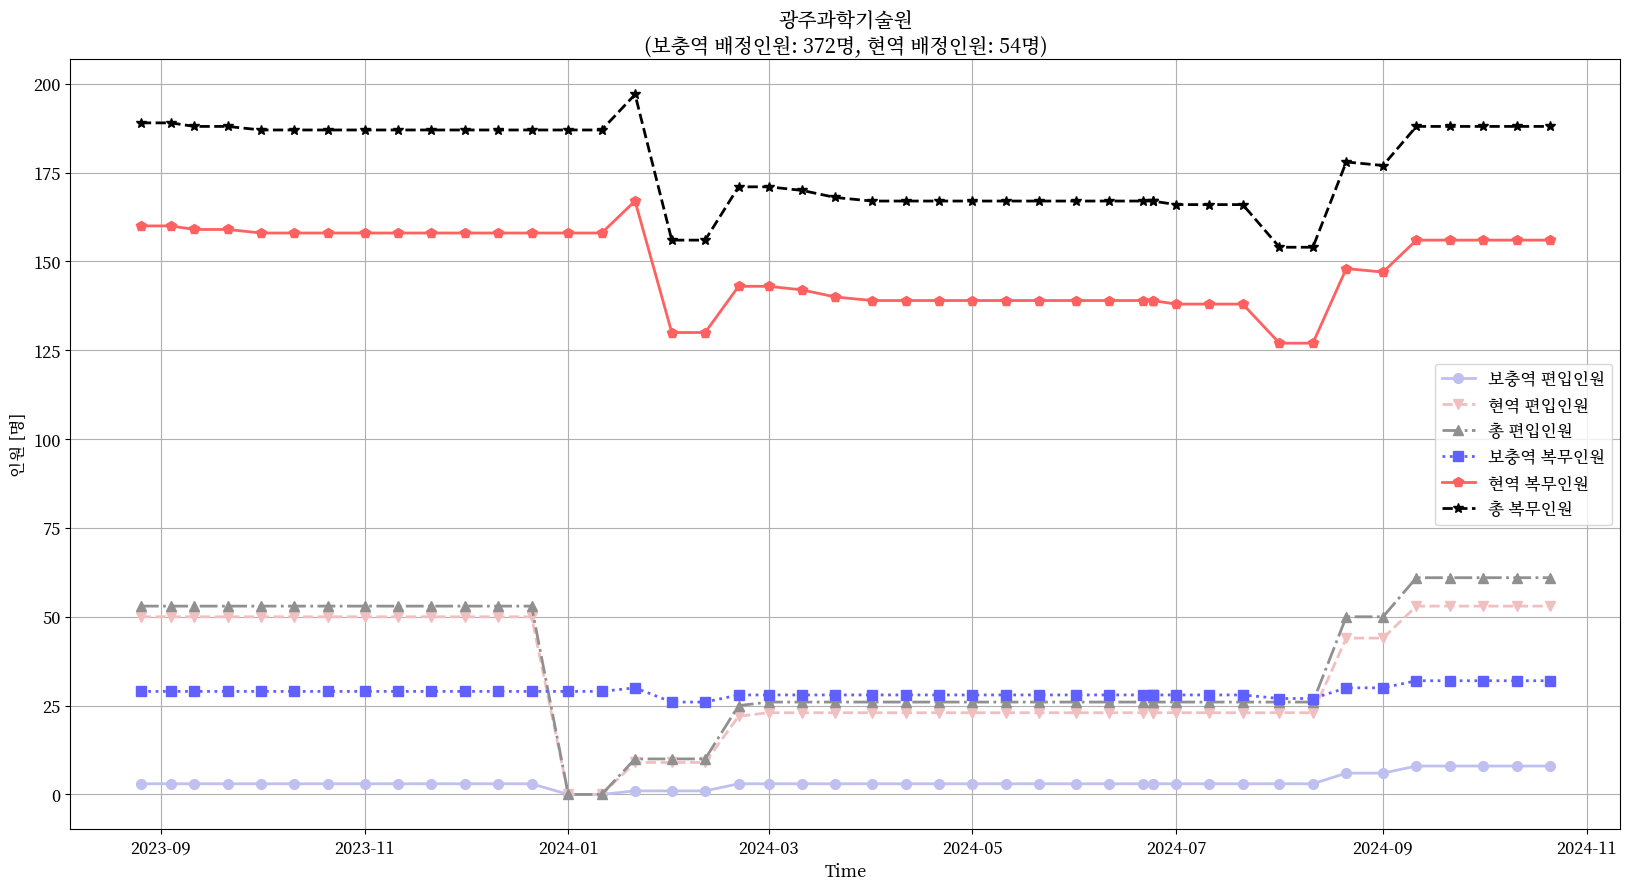 광주과학기술원
(보충역 배정인원: 372명, 현역 배정인원: 54명)
200
175
150
125
100
75
50
25
0
인원 [명]
보충역 편입인원
현역 편입인원
총 편입인원
보충역 복무인원
현역 복무인원
총 복무인원
2023-09
2023-11
2024-01
2024-03
2024-05
2024-07
2024-09
2024-11
Time